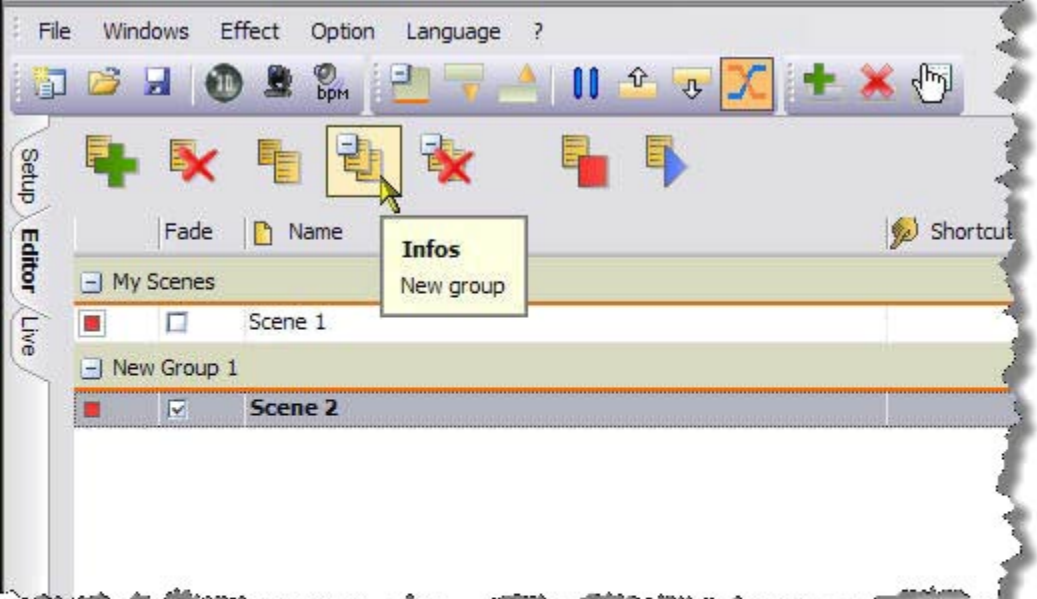 File Windows Effect Option Language ?
3D BPM
Setup
Editor
Live
Fade Name Shortcut
Infos
New group
My Scenes
Scene 1
New Group 1
Scene 2